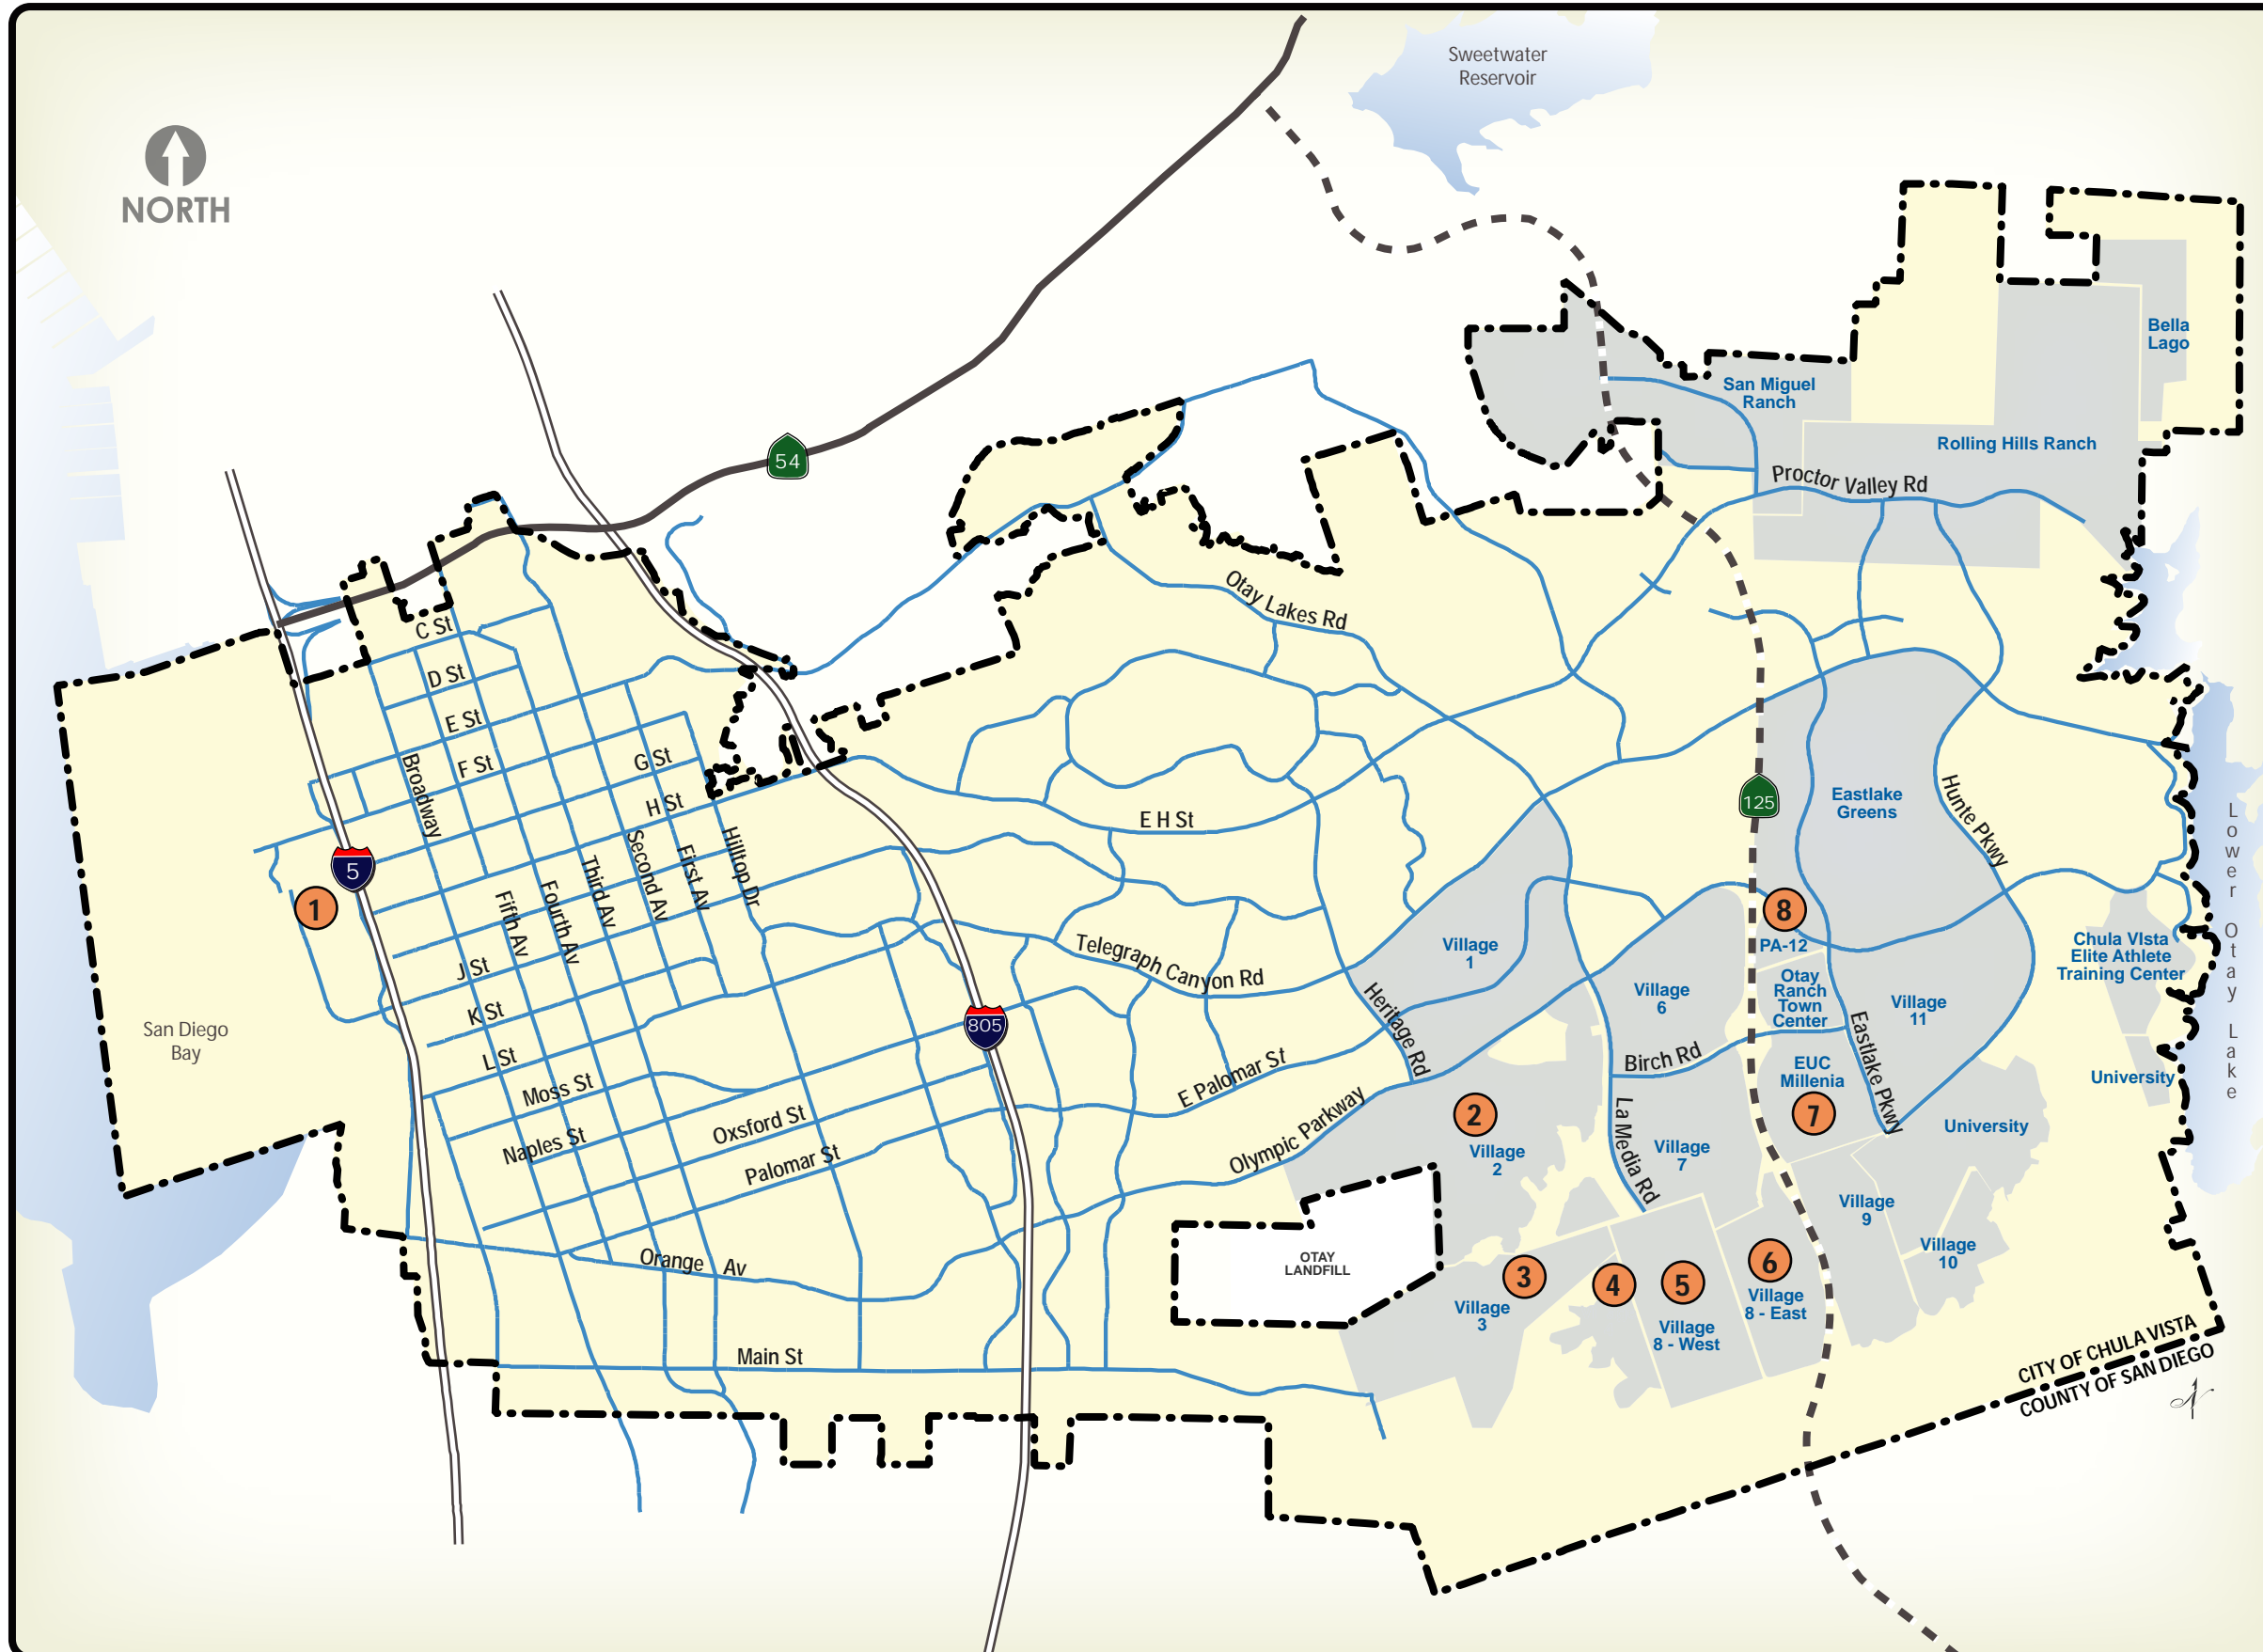 Sweetwater
Reservoir
NORTH
Bella
Lago
San Miguel
Ranch
Rolling Hills Ranch
54
Proctor Valley Rd
Otay Lakes Rd
C St
D St
E St
F St
G St
H St
Broadway
E H St
125
Eastlake
Greens
Hunte Pkwy
Lower Otay Lake
5
1
Hilltop Dr
First Av
Second Av
Third Av
Fourth Av
Fifth Av
8
PA-12
Village
1
Telegraph Canyon Rd
Chula VIsta
Elite Athlete
Training Center
J St
K St
L St
Otay
Ranch
Town
Center
Village
6
Village
11
Heritage Rd
Eastlake Pkwy
San Diego
Bay
805
Birch Rd
EUC
Millenia
7
University
Moss St
E Palomar St
Naples St
Oxsford St
Palomar St
Olympic Parkway
2
Village
2
La Media Rd
Village
7
University
Village
9
Village
10
Orange Av
OTAY
LANDFILL
3
Village
3
4
5
Village
8 - West
6
Village
8 - East
Main St
CITY OF CHULA VISTA
COUNTY OF SAN DIEGO